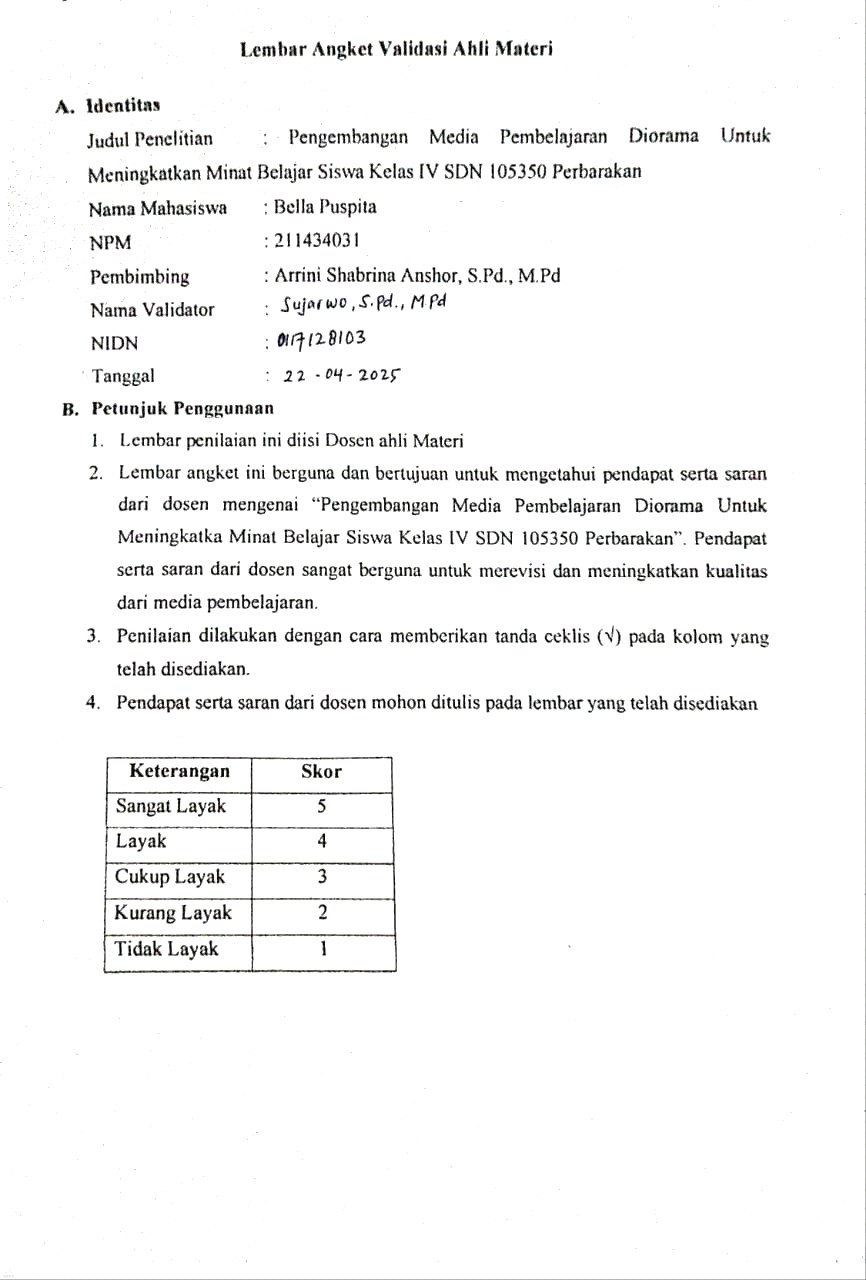 Lembar Angket Validasi Ahli Materi
A. Identitas
Judul Penelitian : Pengembangan Media Pembelajaran Diorama Untuk
Meningkatkan Minat Belajar Siswa Kelas IV SDN 105350 Perbarakan
Nama Mahasiswa : Bella Puspita
NPM : 211434031
Pembimbing : Arrini Shabrina Anshor, S.Pd., M.Pd
Nama Validator : Sujarwo, S.Pd., M Pd
NIDN : 0117128103
Tanggal : 22 - 04 - 2025
B. Petunjuk Penggunaan
1. Lembar penilaian ini diisi Dosen ahli Materi
2. Lembar angket ini berguna dan bertujuan untuk mengetahui pendapat serta saran
dari dosen mengenai “Pengembangan Media Pembelajaran Diorama Untuk
Meningkatka Minat Belajar Siswa Kelas IV SDN 105350 Perbarakan”. Pendapat
serta saran dari dosen sangat berguna untuk merevisi dan meningkatkan kualitas
dari media pembelajaran.
3. Penilaian dilakukan dengan cara memberikan tanda ceklis (√) pada kolom yang
telah disediakan.
4. Pendapat serta saran dari dosen mohon ditulis pada lembar yang telah disediakan
Keterangan Skor
Sangat Layak 5
Layak 4
Cukup Layak 3
Kurang Layak 2
Tidak Layak 1